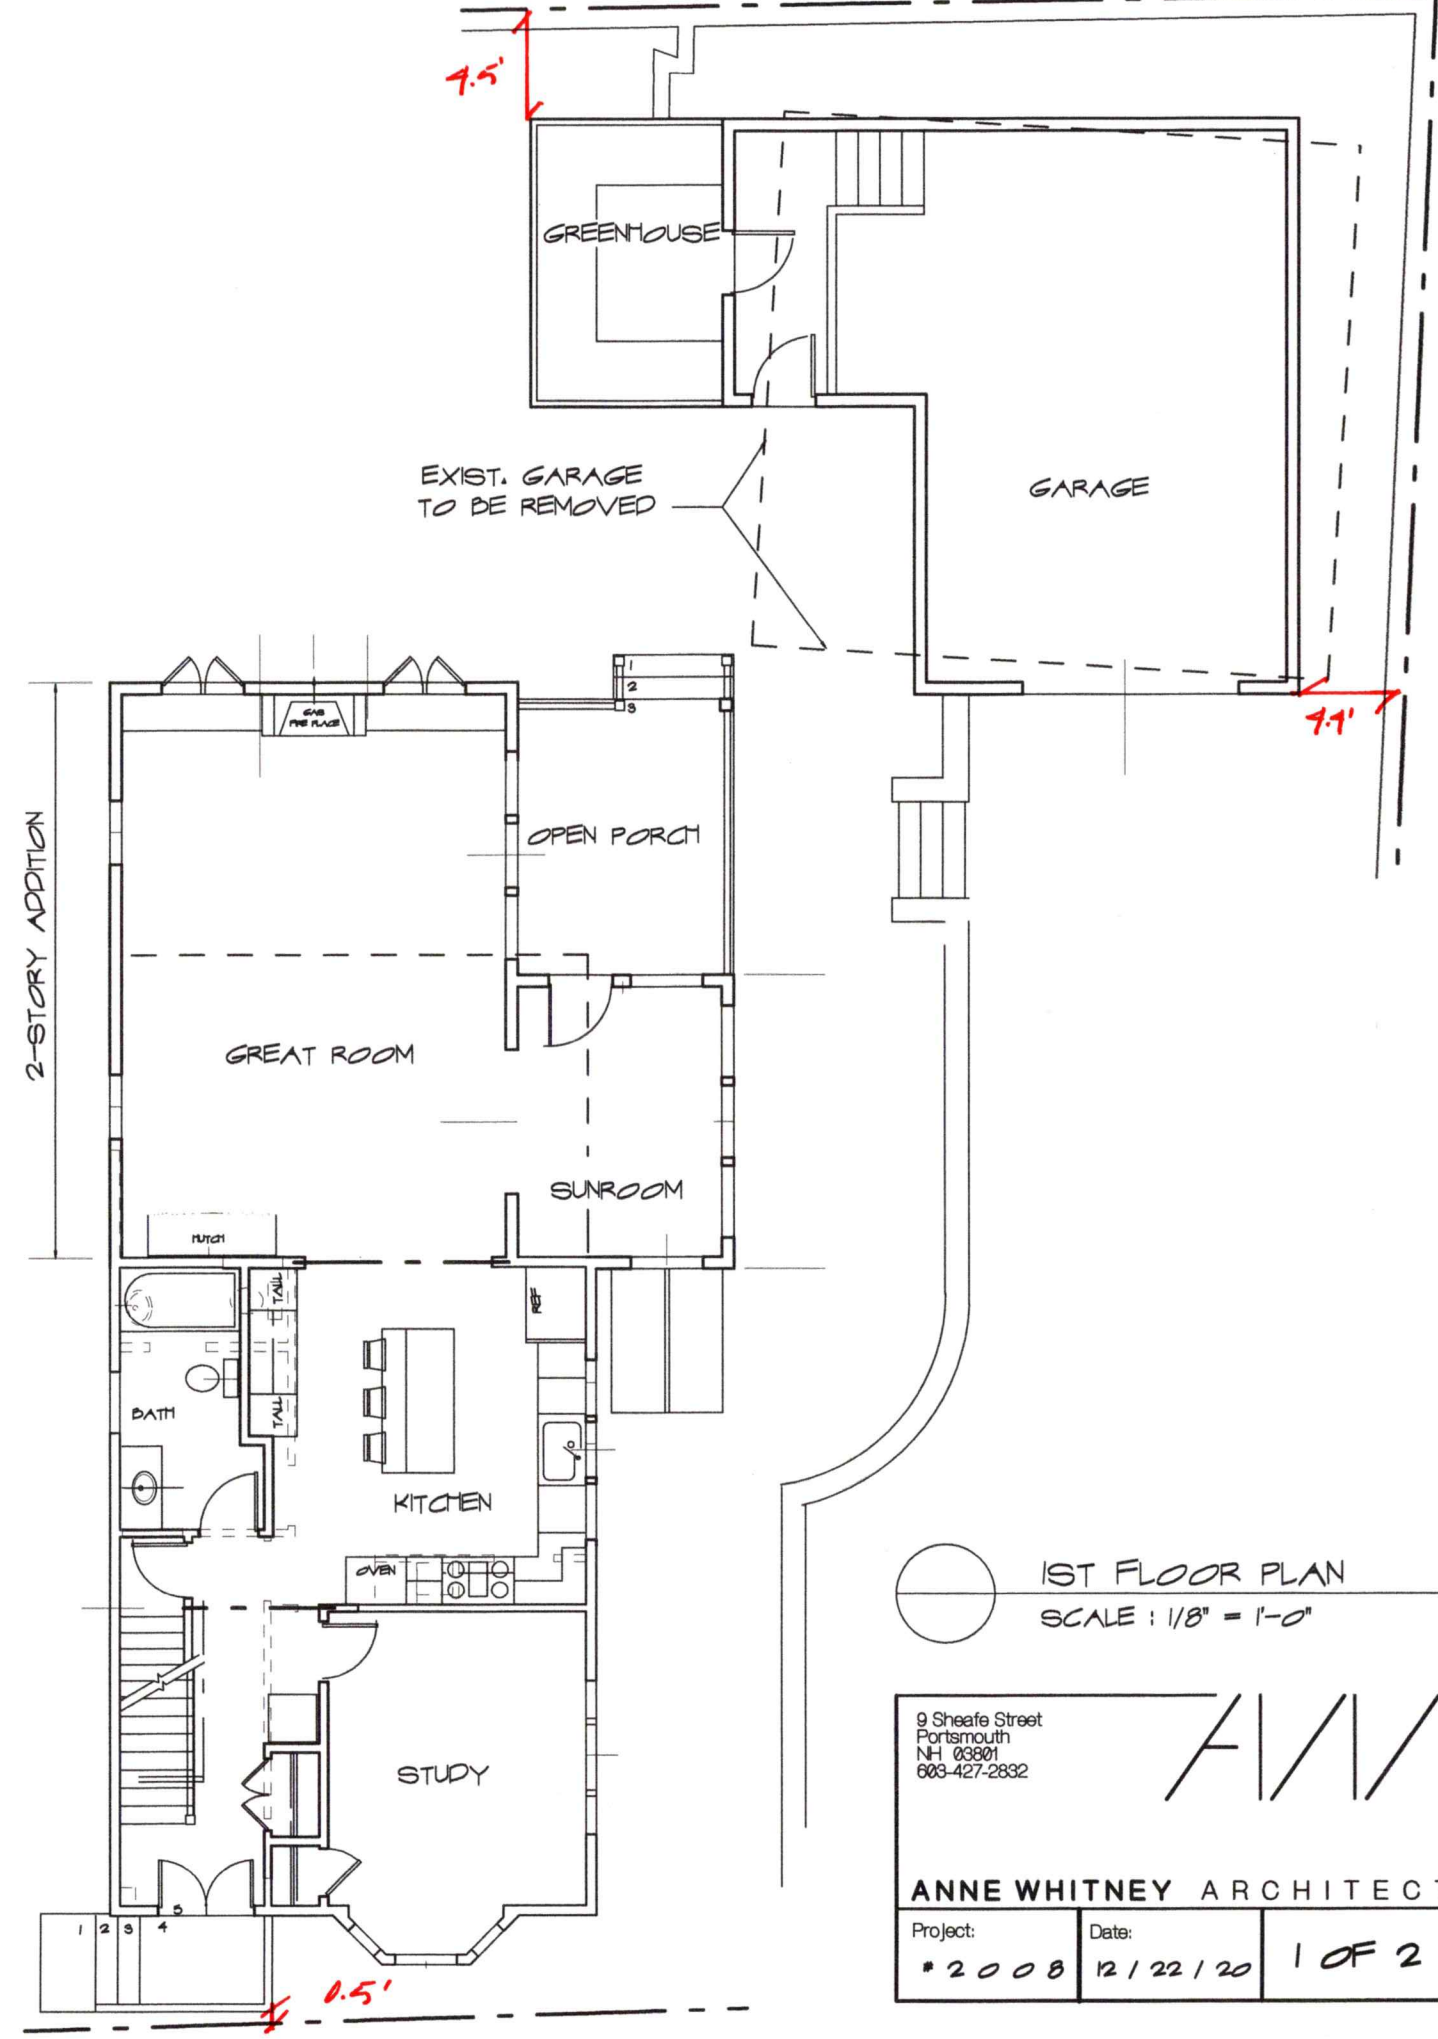 4.5'
GREENHOUSE
EXIST. GARAGE
TO BE REMOVED
GARAGE
4.4'
1
2
3
GAS
FIRE PLACE
OPEN PORCH
2-STORY ADDITION
GREAT ROOM
SUNROOM
HUTCH
TALL
REF
TALL
BATH
KITCHEN
OVEN
1ST FLOOR PLAN
SCALE : 1/8" = 1'-0"
STUDY
9 Sheafe Street
Portsmouth
NH 03801
603-427-2832
AW
ANNE WHITNEY ARCHITECT
Project:
# 2008
Date:
12/22/20
1 OF 2
5
1 2 3 4
0.5'